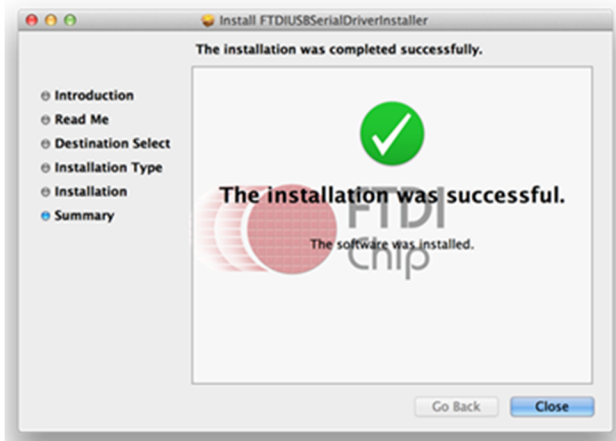 Install FTDIUSBSerialDriverInstaller
The installation was completed successfully.
Introduction
Read Me
Destination Select
Installation Type
Installation
Summary
The installation was successful.
FTDI
The software was installed.
Chip
Go Back
Close